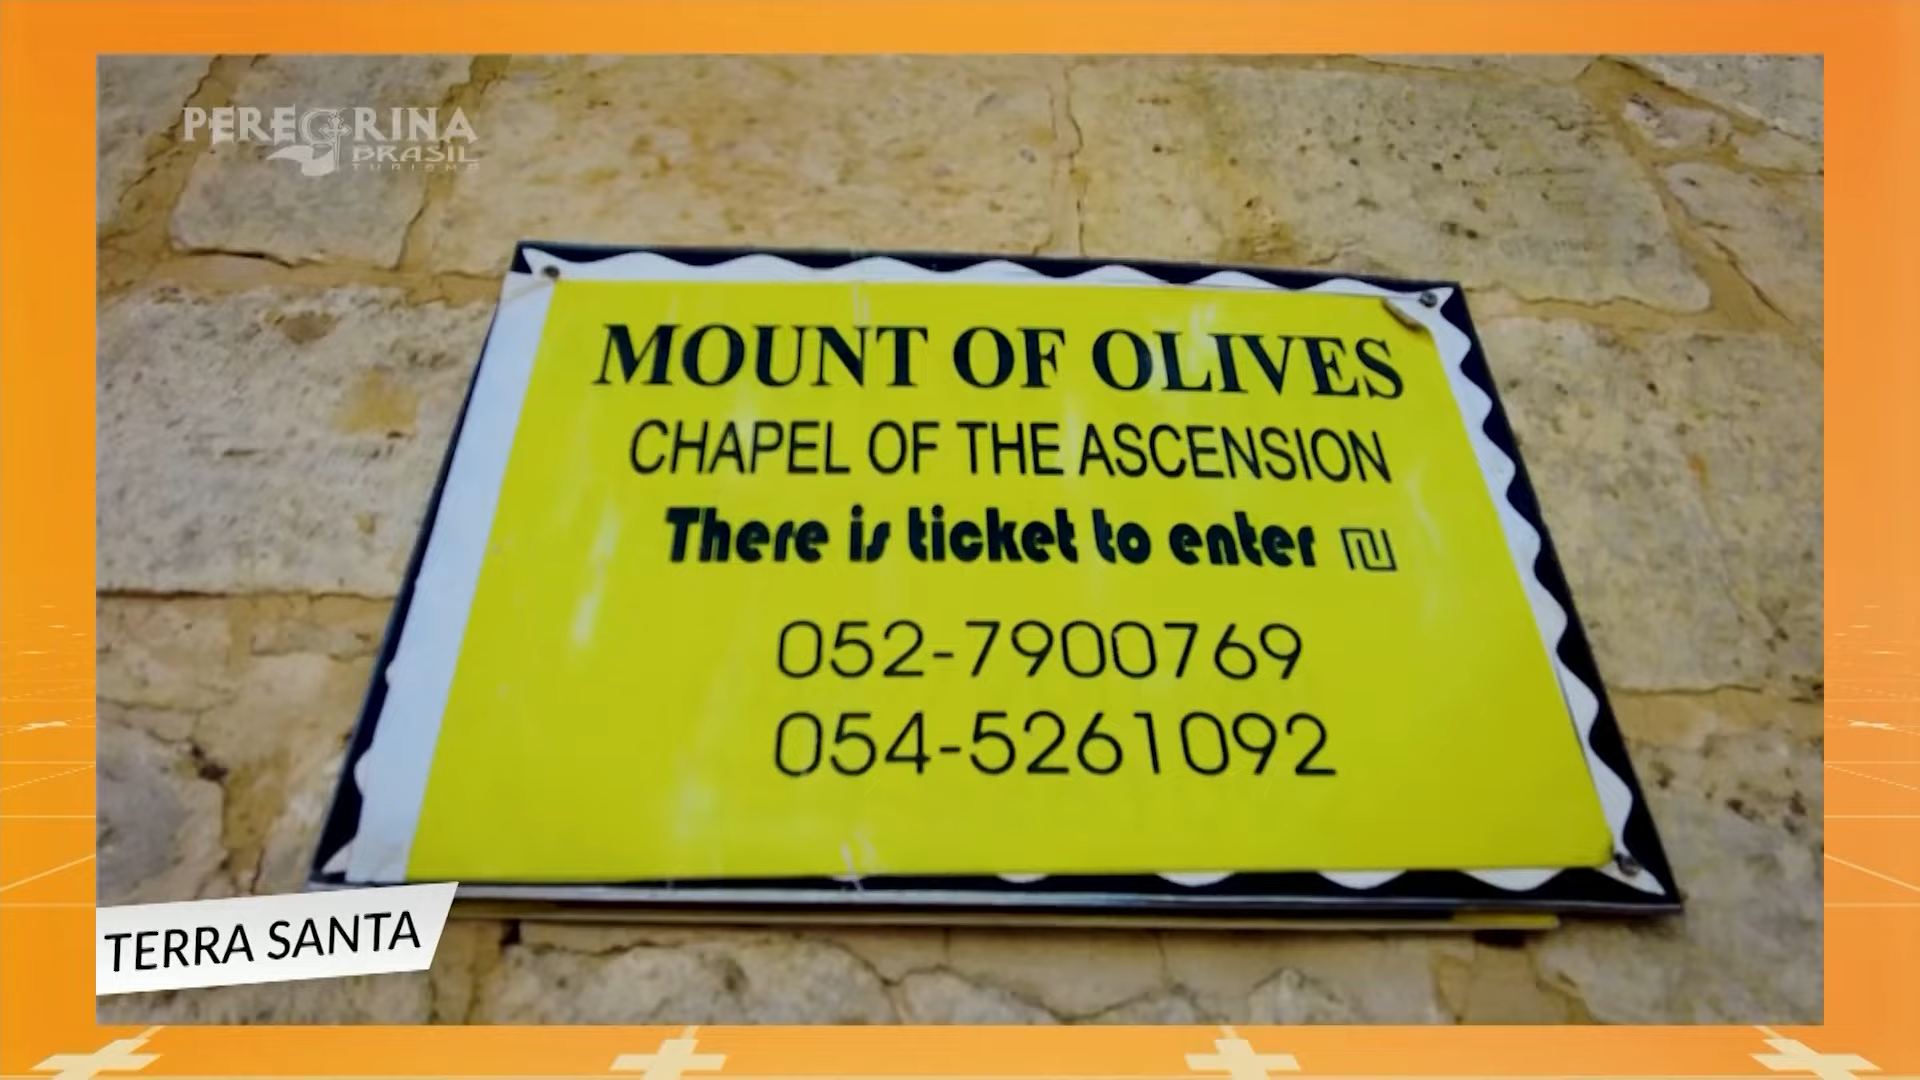 PEREGRINA
BRASIL
TURISMO
MOUNT OF OLIVES
CHAPEL OF THE ASCENSION
There is ticket to enter ₪
052-7900769
054-5261092
TERRA SANTA